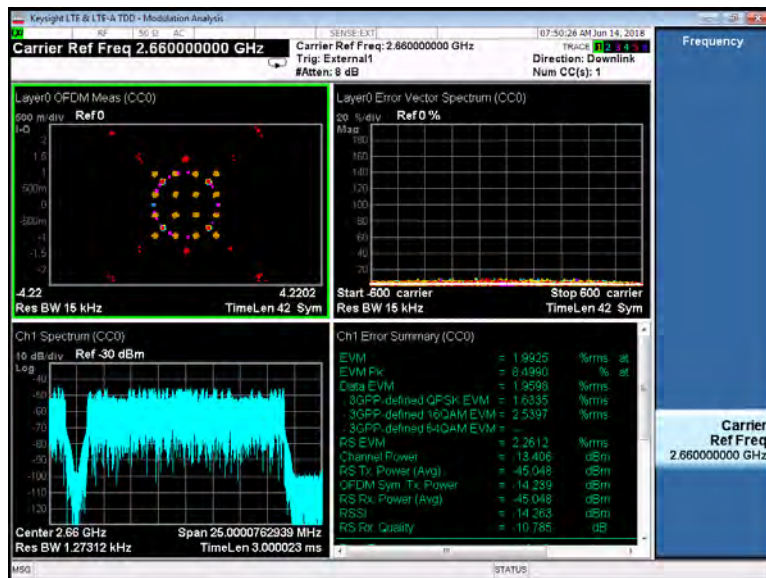 Keysight LTE & LTE-A TDD - Modulation Analysis
RF 50 Ω AC SENSE:EXT 07:50:26 AM Jun 14, 2018
Carrier Ref Freq 2.660000000 GHz
Carrier Ref Freq: 2.660000000 GHz
Trig: External1
#Atten: 8 dB
TRACE 1 2 3 4 5 6
Direction: Downlink
Num CC(s): 1
Frequency
Layer0 OFDM Meas (CC0)
500 m/div Ref 0
I-Q
2
1.5
1
500m
0
-500m
-1
-1.5
-2
-4.22 4.2202
Res BW 15 kHz TimeLen 42 Sym
Layer0 Error Vector Spectrum (CC0)
20 %/div Ref 0 %
Mag
180
160
140
120
100
80
60
40
20
Start -600 carrier Stop 600 carrier
Res BW 15 kHz TimeLen 42 Sym
Ch1 Spectrum (CC0)
10 dB/div Ref -30 dBm
Log
-40
-50
-60
-70
-80
-90
-100
-110
-120
Center 2.66 GHz Span 25.0000762939 MHz
Res BW 1.27312 kHz TimeLen 3.000023 ms
Ch1 Error Summary (CC0)
EVM = 1.9925 %rms at
EVM Pk = 8.4990 % at
Data EVM = 1.9598 %rms
- 3GPP-defined QPSK EVM = 1.6335 %rms
- 3GPP-defined 16QAM EVM = 2.5397 %rms
- 3GPP-defined 64QAM EVM = ---
RS EVM = 2.2612 %rms
Channel Power = -13.406 dBm
RS Tx. Power (Avg) = -45.048 dBm
OFDM Sym. Tx. Power = -14.239 dBm
RS Rx. Power (Avg) = -45.048 dBm
RSSI = -14.263 dBm
RS Rx. Quality = -10.785 dB
Carrier
Ref Freq
2.660000000 GHz
MSG STATUS